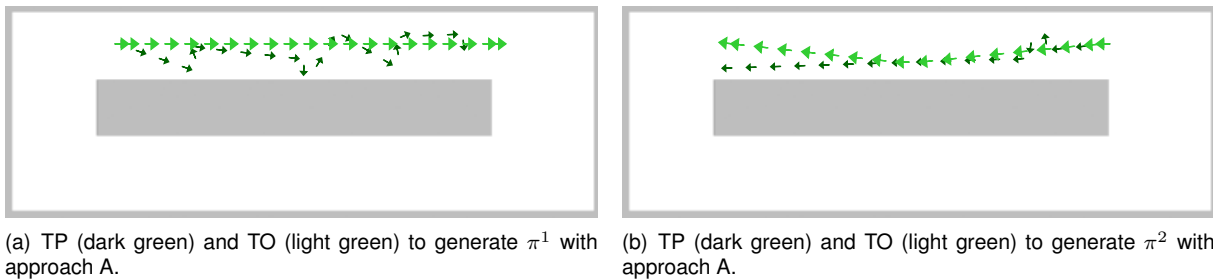 (a) TP (dark green) and TO (light green) to generate π¹ with
approach A.
(b) TP (dark green) and TO (light green) to generate π² with
approach A.